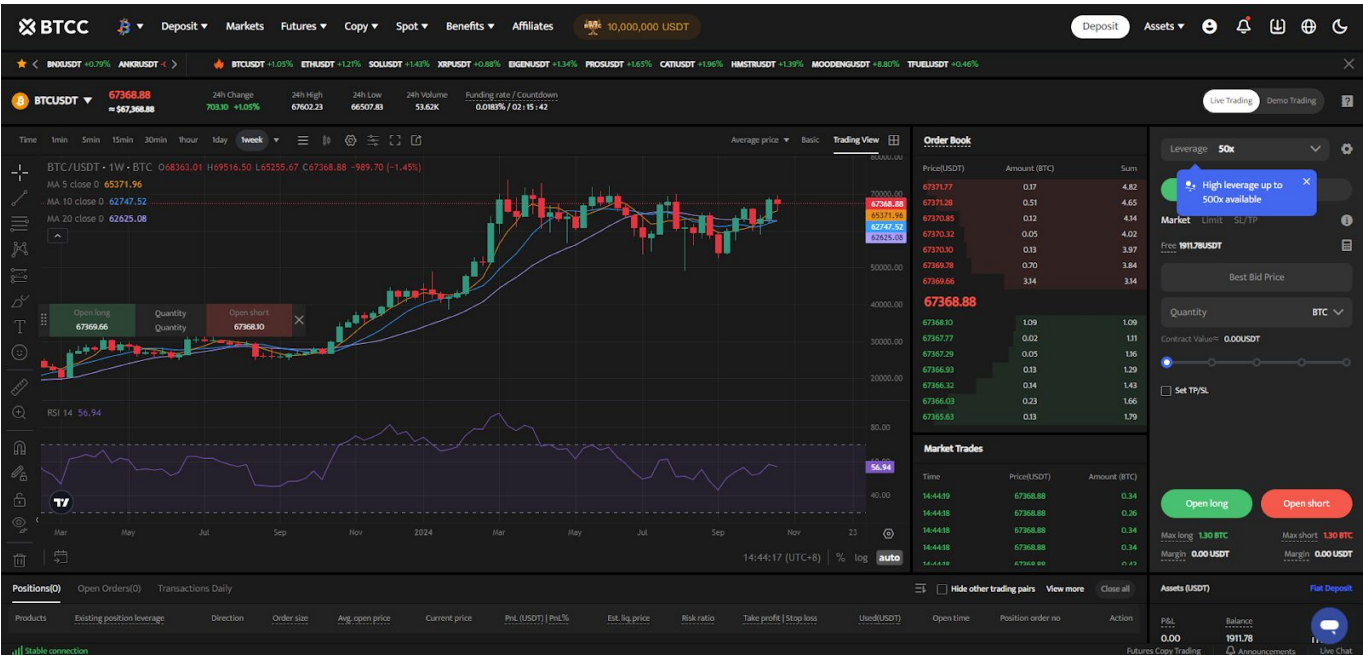 BTCC Deposit Markets Futures Copy Spot Benefits Affiliates 10,000,000 USDT Deposit Assets
BNXUSDT +0.79% ANKRUSDT BTCUSDT +1.05% ETHUSDT +1.21% SOLUSDT +1.43% XRPUSDT +0.88% EIGENUSDT +1.34% PROSUSDT +1.65% CATIUSDT +1.96% HMSTRUSDT +1.39% MOODENGUSDT +8.80% TFUELUSDT +0.46%
BTCUSDT 67368.88 24h Change 24h High 24h Low 24h Volume Funding rate / Countdown Live Trading Demo Trading
≈ $67,368.88 703.10 +1.05% 67602.23 66507.83 53.62K 0.0183% / 02 : 15 : 42
Time 1min 5min 15min 30min 1hour 1day 1week Average price Basic Trading View
BTC/USDT · 1W · BTC O68363.01 H69516.50 L65255.67 C67368.88 -989.70 (-1.45%)
MA 5 close 0 65371.96
MA 10 close 0 62747.52
MA 20 close 0 62625.08
80000.00
70000.00
67368.88
65371.96
62747.52
62625.08
50000.00
40000.00
30000.00
20000.00
Open long Quantity Open short
67369.66 Quantity 67368.10
RSI 14 56.94
80.00
56.94
40.00
Mar May Jul Sep Nov 2024 Mar May Jul Sep Nov 23
14:44:17 (UTC+8) % log auto
Order Book
Price(USDT) Amount (BTC) Sum
67371.77 0.17 4.82
67371.28 0.51 4.65
67370.85 0.12 4.14
67370.32 0.05 4.02
67370.10 0.13 3.97
67369.78 0.70 3.84
67369.66 3.14 3.14
67368.88
67368.10 1.09 1.09
67367.77 0.02 1.11
67367.29 0.05 1.16
67366.93 0.13 1.29
67366.32 0.14 1.43
67366.03 0.23 1.66
67365.63 0.13 1.79
Market Trades
Time Price(USDT) Amount (BTC)
14:44:19 67368.88 0.34
14:44:18 67368.88 0.26
14:44:18 67368.88 0.34
14:44:18 67368.88 0.34
14:44:18 67368.88 0.43
Leverage 50x
High leverage up to
500x available
Market Limit SL/TP
Free 1911.78USDT
Best Bid Price
Quantity BTC
Contract Value≈ 0.00USDT
Set TP/SL
Open long Open short
Max long 1.30 BTC Max short 1.30 BTC
Margin 0.00 USDT Margin 0.00 USDT
Positions(0) Open Orders(0) Transactions Daily Hide other trading pairs View more Close all
Products Existing position leverage Direction Order size Avg. open price Current price PnL (USDT) | PnL% Est. liq. price Risk ratio Take profit | Stop loss Used(USDT) Open time Position order no Action
Assets (USDT) Fiat Deposit
P&L Balance
0.00 1911.78
Stable connection Futures Copy Trading Announcements Live Chat